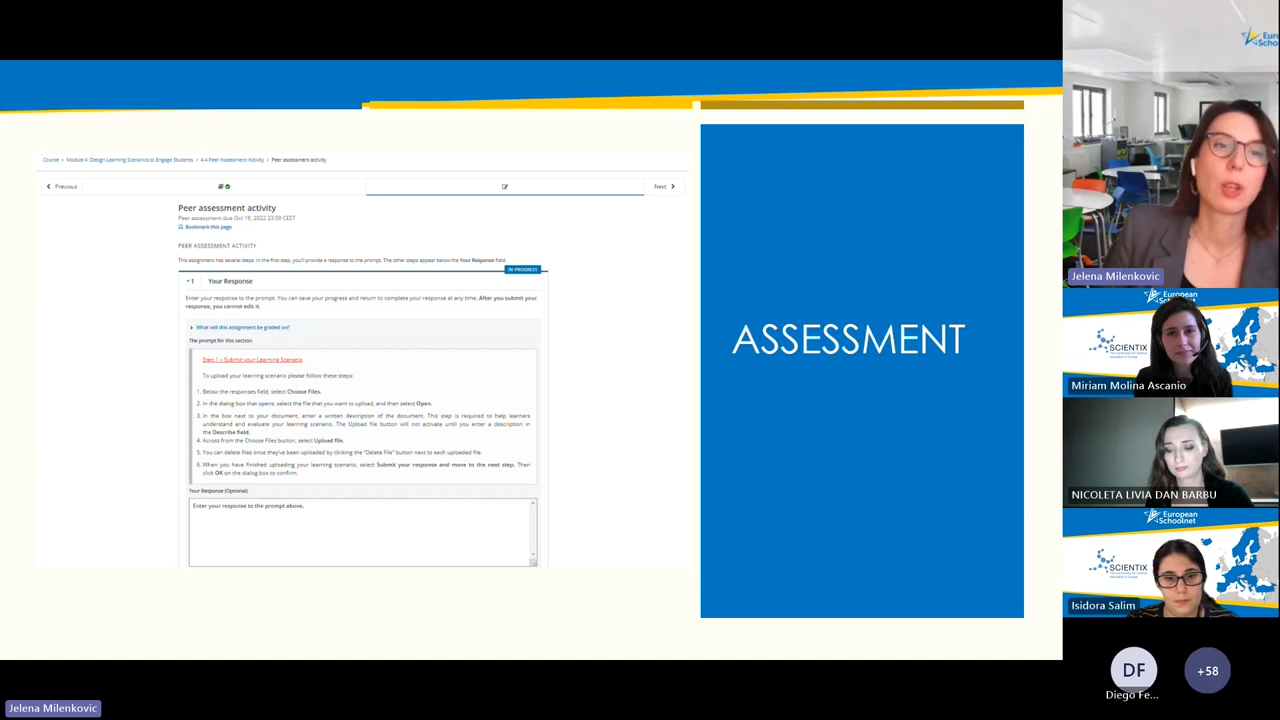 Course > Module 4: Design Learning Scenarios to Engage Students > 4.4 Peer Assessment Activity > Peer assessment activity
Previous
Next
Peer assessment activity
Peer assessment due Oct 19, 2022 23:59 CEST
Bookmark this page
PEER ASSESSMENT ACTIVITY
This assignment has several steps. In the first step, you'll provide a response to the prompt. The other steps appear below the Your Response field.
IN PROGRESS
1 Your Response
Enter your response to the prompt. You can save your progress and return to complete your response at any time. After you submit your
response, you cannot edit it.
What will this assignment be graded on?
The prompt for this section
Step 1 – Submit your Learning Scenario
To upload your learning scenario please follow these steps:
1. Below the responses field, select Choose Files.
2. In the dialog box that opens, select the file that you want to upload, and then select Open.
3. In the box next to your document, enter a written description of the document. This step is required to help learners
understand and evaluate your learning scenario. The Upload file button will not activate until you enter a description in
the Describe field.
4. Across from the Choose Files button, select Upload file.
5. You can delete files once they've been uploaded by clicking the "Delete File" button next to each uploaded file.
6. When you have finished uploading your learning scenario, select Submit your response and move to the next step. Then
click OK on the dialog box to confirm.
Your Response (Optional)
Enter your response to the prompt above.
ASSESSMENT
Jelena Milenkovic
European
SCIENTIX
Miriam Molina Ascanio
NICOLETA LIVIA DAN BARBU
European
Schoolnet
SCIENTIX
Isidora Salim
DF
+58
Diego Fe...
Jelena Milenkovic